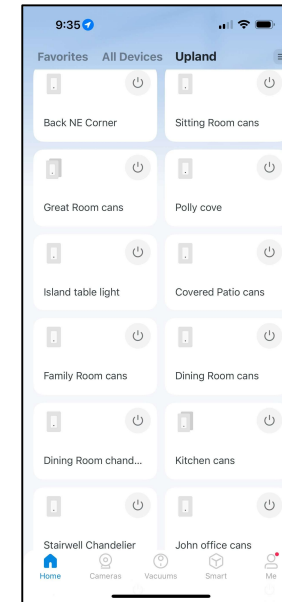 9:35
Favorites All Devices Upland
Back NE Corner Sitting Room cans
Great Room cans Polly cove
Island table light Covered Patio cans
Family Room cans Dining Room cans
Dining Room chand... Kitchen cans
Stairwell Chandelier John office cans
Home Cameras Vacuums Smart Me